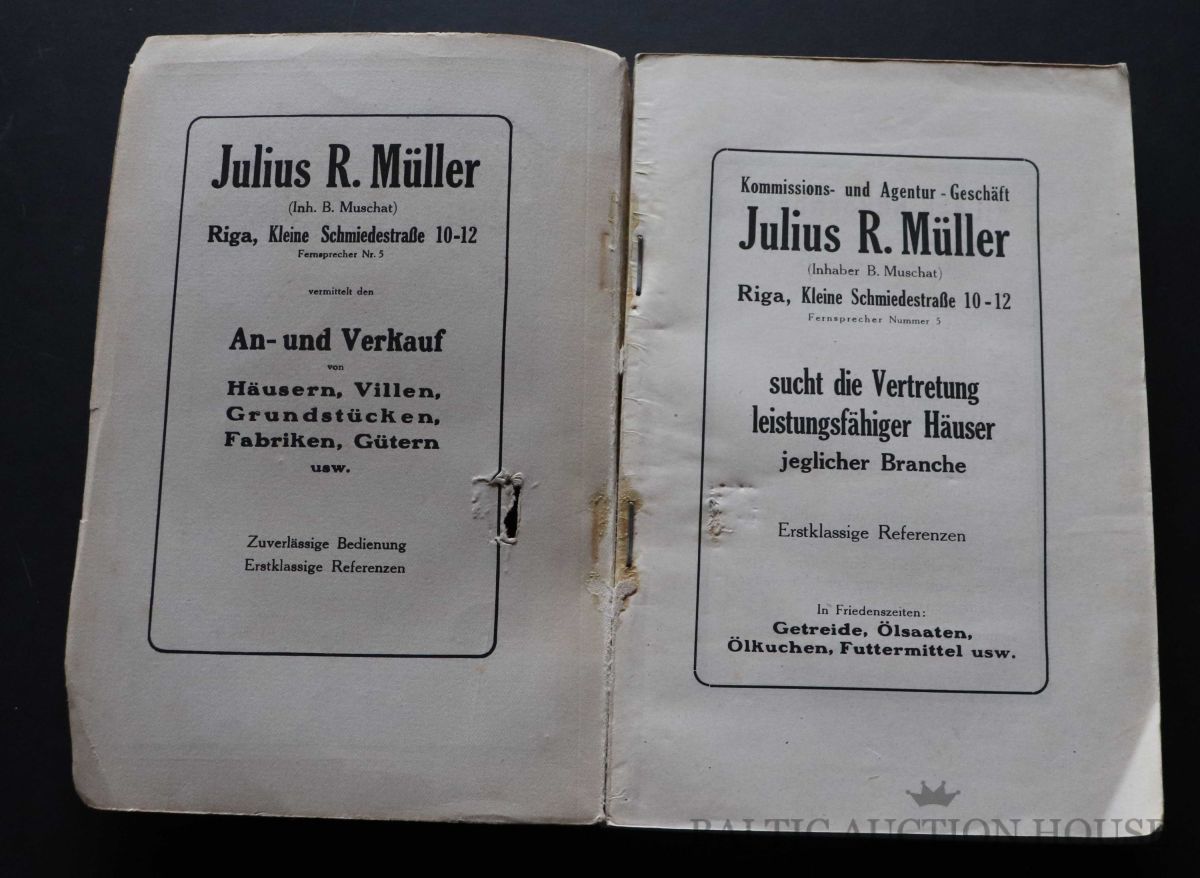 Julius R. Müller
(Inh. B. Muschat)
Riga, Kleine Schmiedestraße 10-12
Fernsprecher Nr. 5
vermittelt den
An- und Verkauf
von
Häusern, Villen,
Grundstücken,
Fabriken, Gütern
usw.
Zuverlässige Bedienung
Erstklassige Referenzen
Kommissions- und Agentur-Geschäft
Julius R. Müller
(Inhaber B. Muschat)
Riga, Kleine Schmiedestraße 10-12
Fernsprecher Nummer 5
sucht die Vertretung
leistungsfähiger Häuser
jeglicher Branche
Erstklassige Referenzen
In Friedenszeiten:
Getreide, Ölsaaten,
Ölkuchen, Futtermittel usw.
BALTIC AUCTION HOUSE